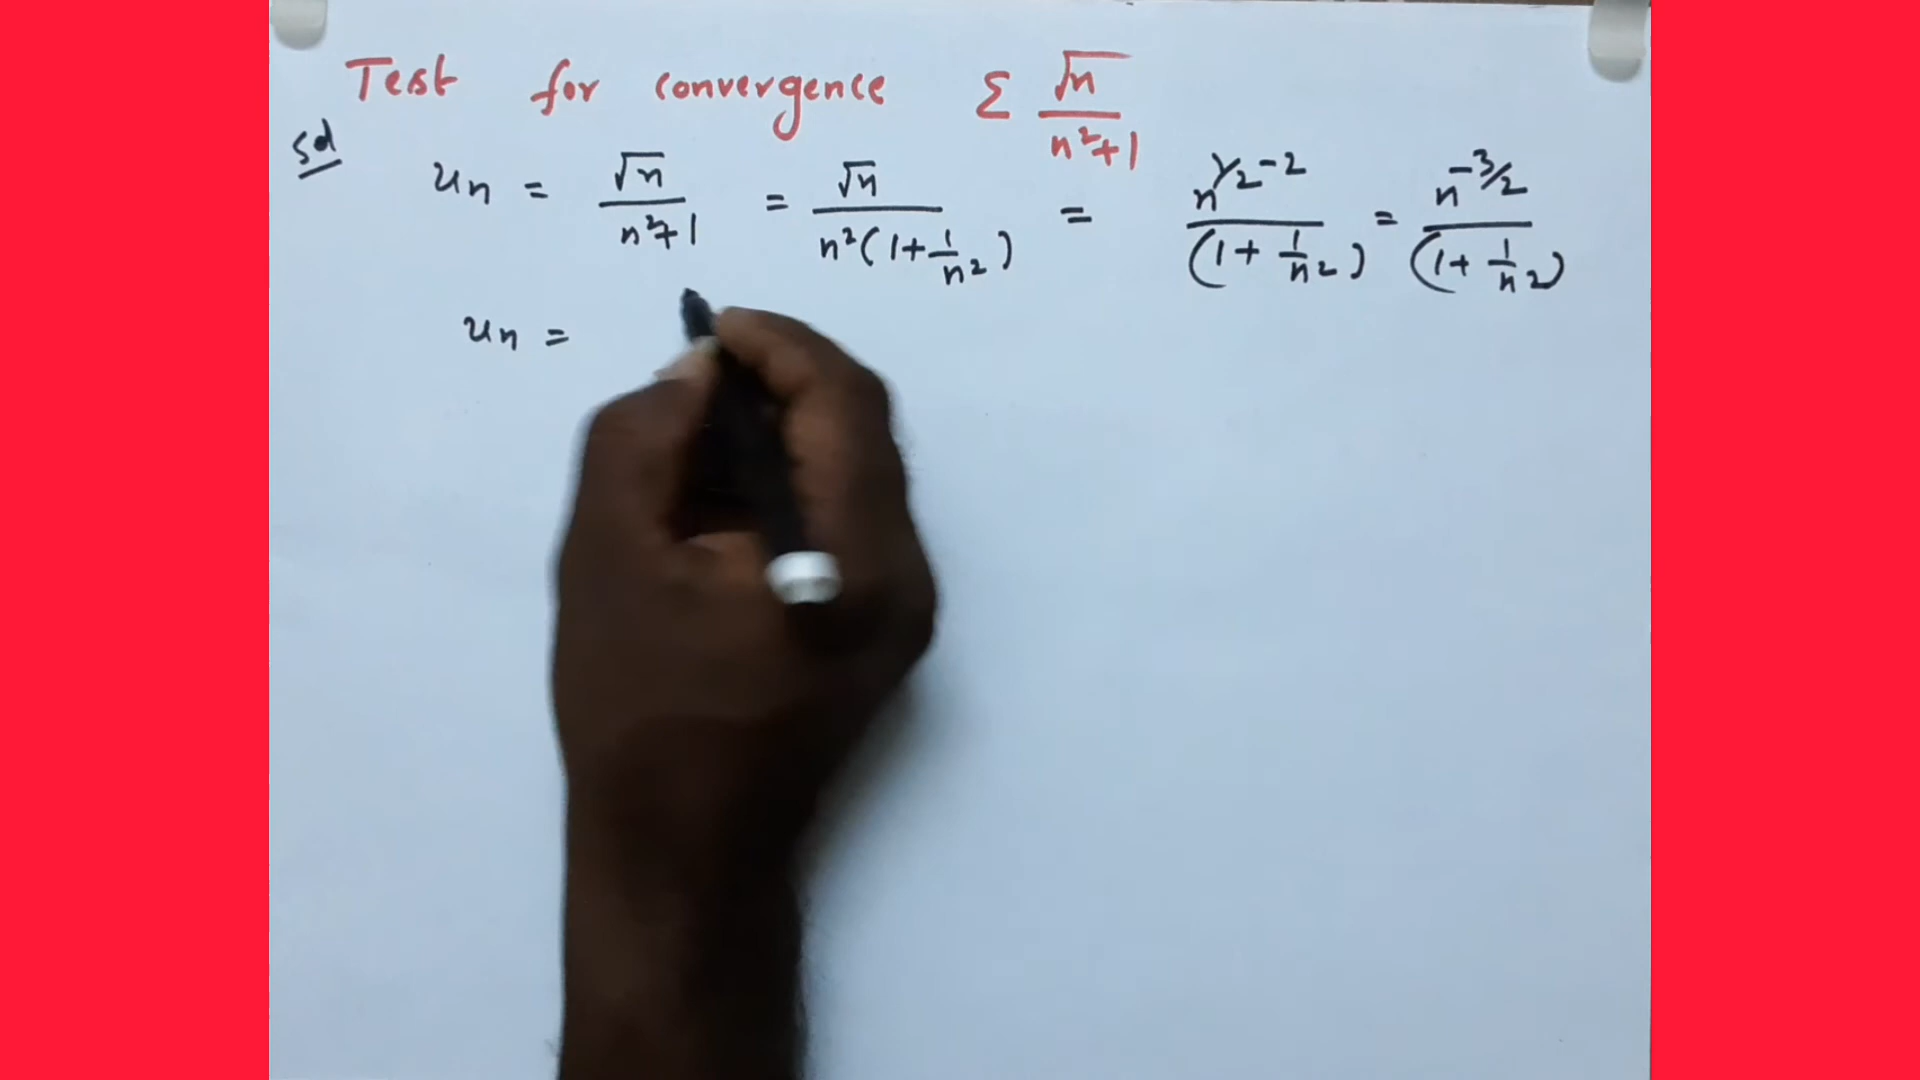 Test for convergence Σ √n / n²+1
Sol
un = √n / n²+1 = √n / n²(1+1/n²) = n^1/2-2 / (1+1/n²) = n^-3/2 / (1+1/n²)
un =